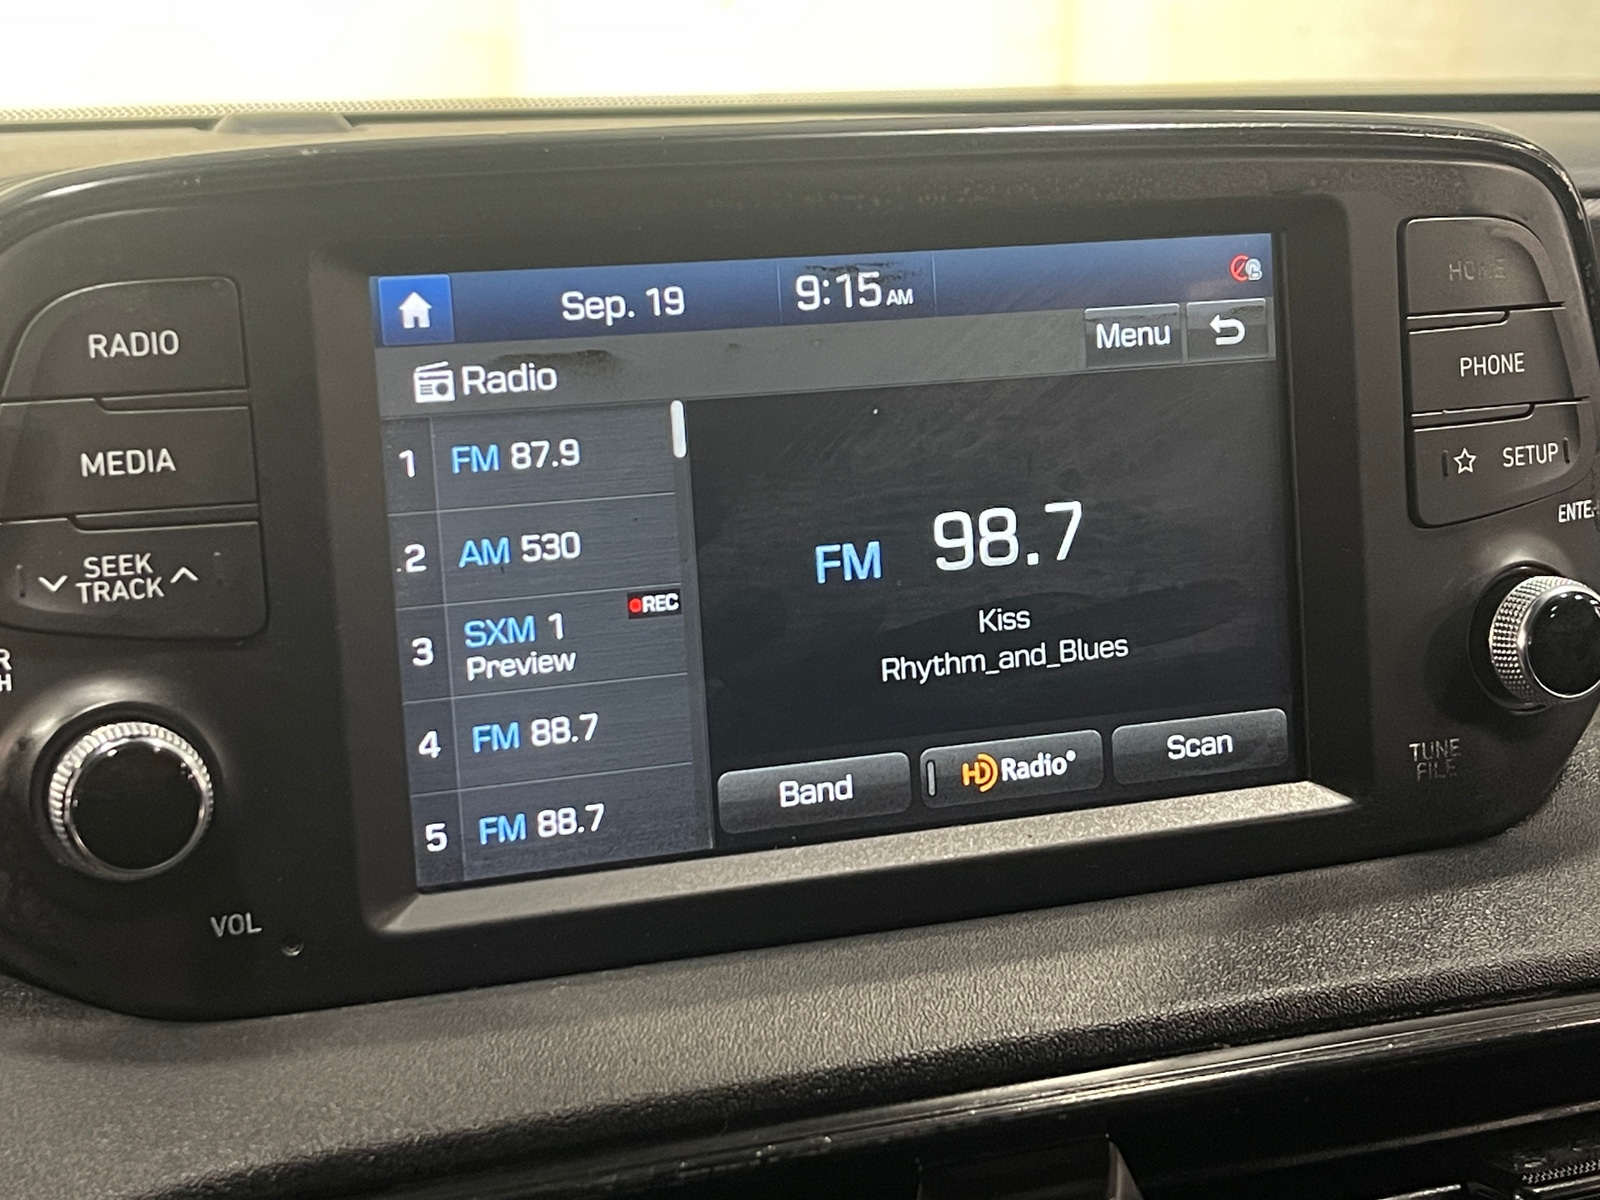 Sep. 19
9:15 AM
Menu
Radio
1 FM 87.9
2 AM 530
3 SXM 1
REC
Preview
4 FM 88.7
5 FM 88.7
FM 98.7
Kiss
Rhythm_and_Blues
Band
HD Radio®
Scan
RADIO
MEDIA
SEEK
TRACK
VOL
HOME
PHONE
SETUP
TUNE
FILE